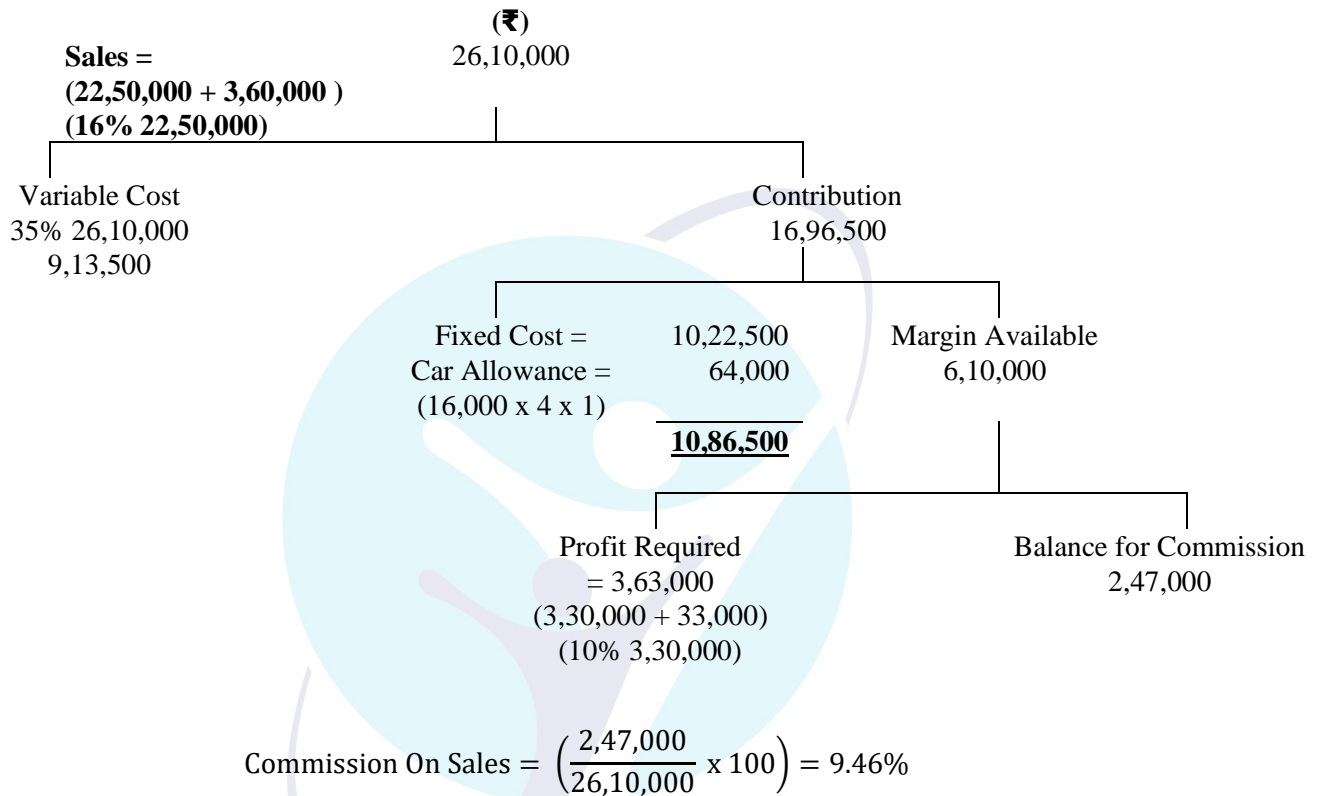 (₹)
Sales = 26,10,000
(22,50,000 + 3,60,000 )
(16% 22,50,000)
Variable Cost Contribution
35% 26,10,000 16,96,500
9,13,500
Fixed Cost = 10,22,500 Margin Available
Car Allowance = 64,000 6,10,000
(16,000 x 4 x 1)
10,86,500
Profit Required Balance for Commission
= 3,63,000 2,47,000
(3,30,000 + 33,000)
(10% 3,30,000)
Commission On Sales = (2,47,000/26,10,000 x 100) = 9.46%